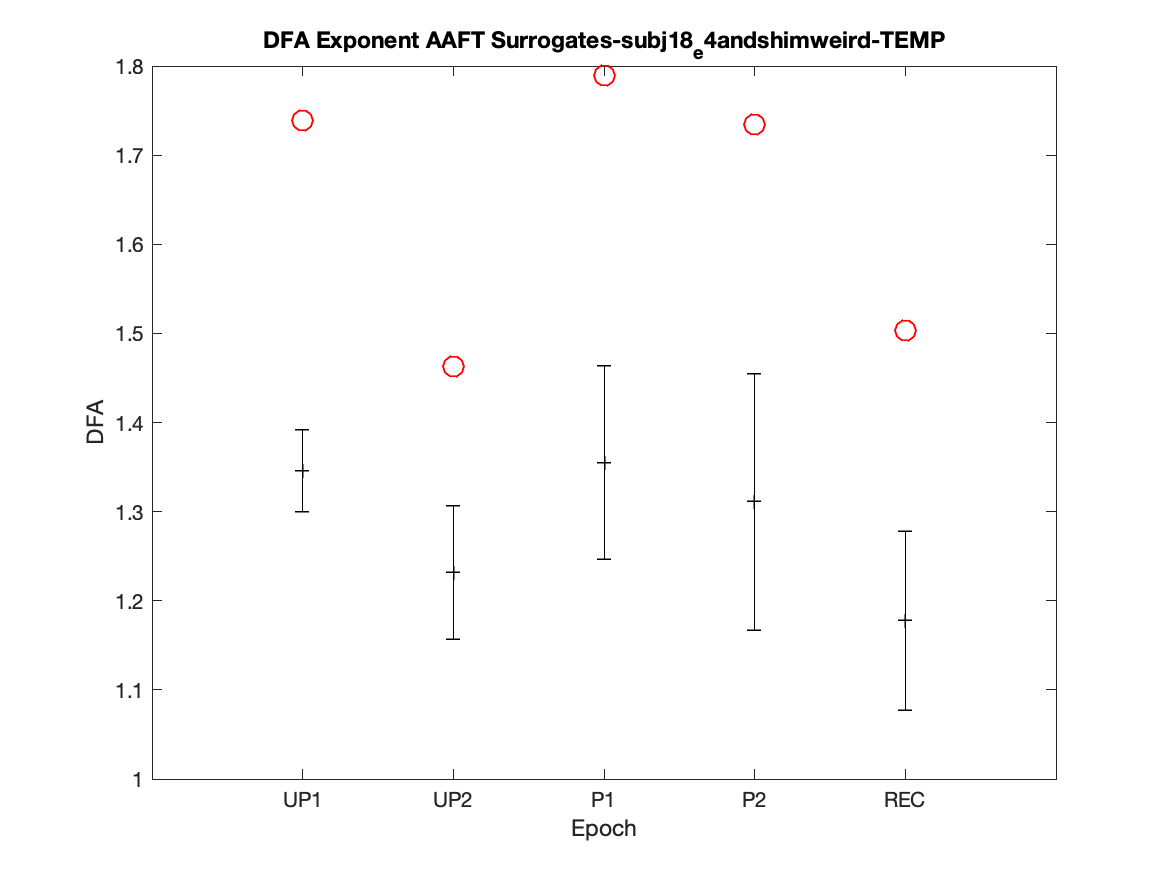 DFA Exponent AAFT Surrogates-subj18e4andshimweird-TEMP
1.8
1.7
1.6
1.5
1.4
1.3
1.2
1.1
1
DFA
UP1 UP2 P1 P2 REC
Epoch